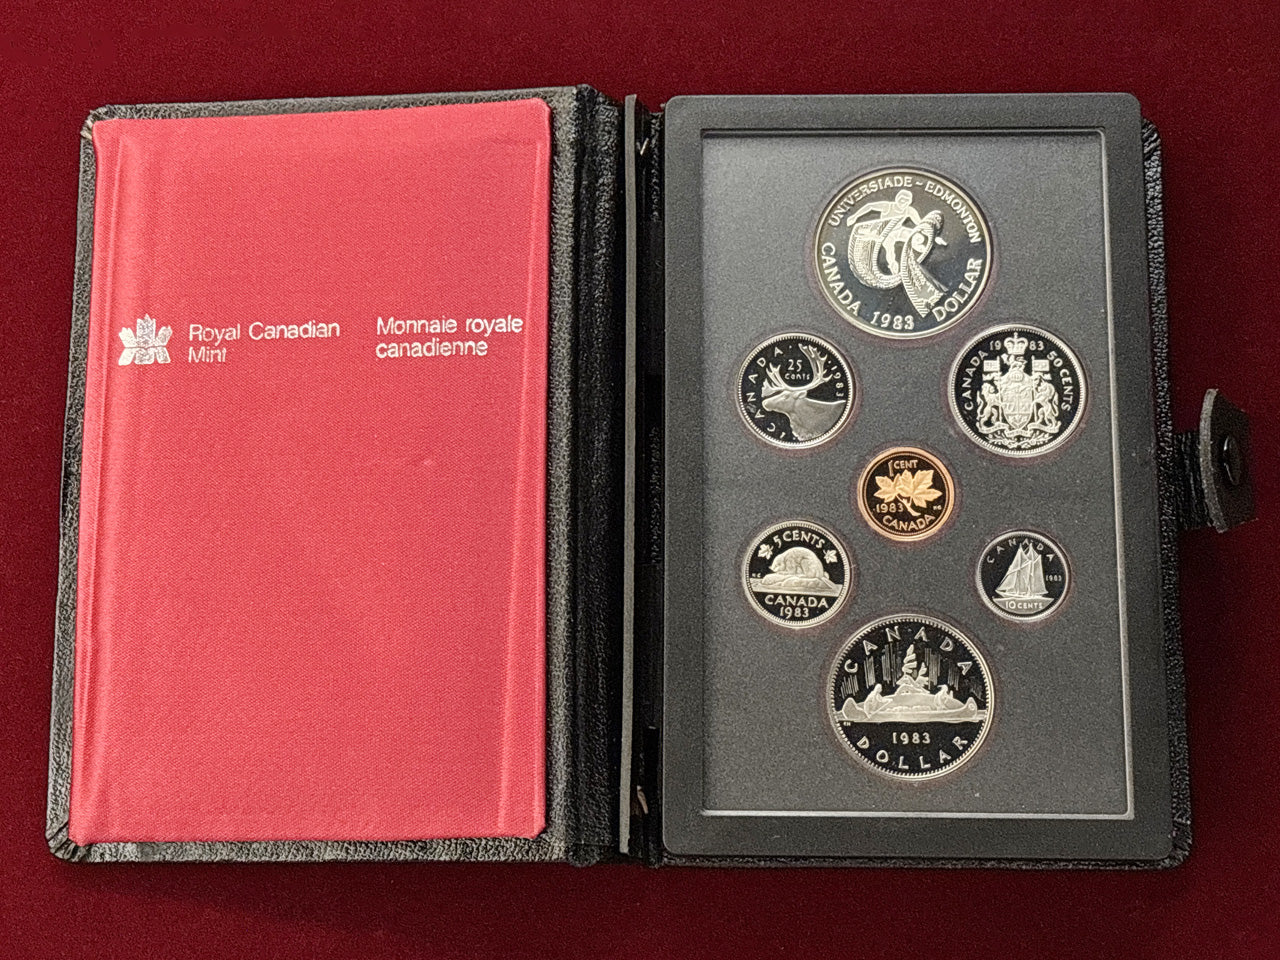 Royal Canadian
Mint
Monnaie royale
canadienne
UNIVERSIADE ~ EDMONTON
CANADA 1983 DOLLAR
CANADA · 1983
25
cents
CANADA 1983 50 CENTS
1 CENT
1983
CANADA
5 CENTS
CANADA
1983
CANADA
1983
10 CENTS
CANADA
1983
DOLLAR